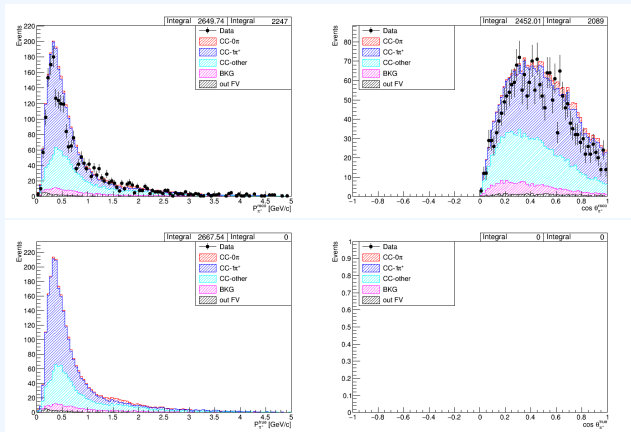 Integral 2649.74 Integral 2247
Events
220
200
180
160
140
120
100
80
60
40
20
0
Data
CC-0π
CC-1π⁺
CC-other
BKG
out FV
0 0.5 1 1.5 2 2.5 3 3.5 4 4.5 5
Integral 2452.01 Integral 2089
Events
80
70
60
50
40
30
20
10
0
Data
CC-0π
CC-1π⁺
CC-other
BKG
out FV
−1 −0.8 −0.6 −0.4 −0.2 0 0.2 0.4 0.6 0.8 1
Integral 2667.54 Integral 0
Events
220
200
180
160
140
120
100
80
60
40
20
0
Data
CC-0π
CC-1π⁺
CC-other
BKG
out FV
0 0.5 1 1.5 2 2.5 3 3.5 4 4.5 5
Integral 0 Integral 0
Events
1
0.9
0.8
0.7
0.6
0.5
0.4
0.3
0.2
0.1
0
Data
CC-0π
CC-1π⁺
CC-other
BKG
out FV
−1 −0.8 −0.6 −0.4 −0.2 0 0.2 0.4 0.6 0.8 1